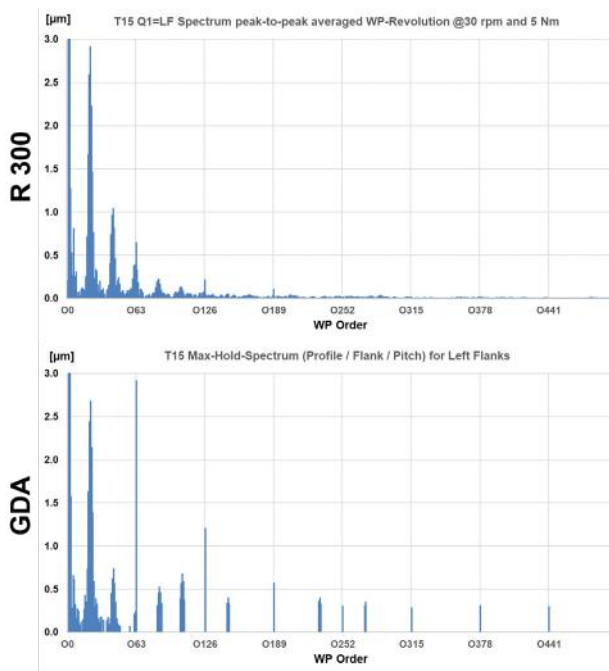 [µm]
T15 Q1=LF Spectrum peak-to-peak averaged WP-Revolution @30 rpm and 5 Nm
3.0
2.5
2.0
1.5
1.0
0.5
0.0
R 300
O0 O63 O126 O189 O252 O315 O378 O441
WP Order
[µm]
T15 Max-Hold-Spectrum (Profile / Flank / Pitch) for Left Flanks
3.0
2.5
2.0
1.5
1.0
0.5
0.0
GDA
O0 O63 O126 O189 O252 O315 O378 O441
WP Order